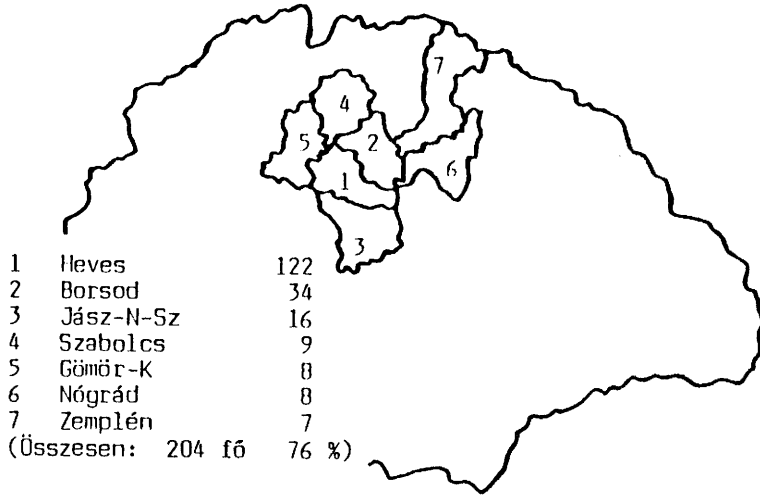 7
4
5
2
6
1
3
1 Heves 122
2 Borsod 34
3 Jász-N-Sz 16
4 Szabolcs 9
5 Gömör-K 8
6 Nógrád 8
7 Zemplén 7
(Összesen: 204 fő 76 %)